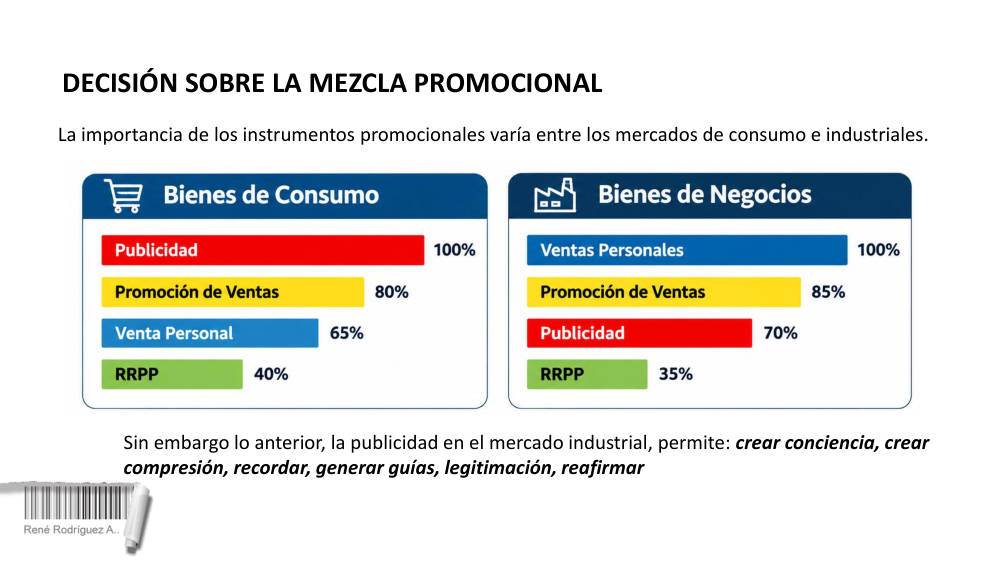 DECISIÓN SOBRE LA MEZCLA PROMOCIONAL
La importancia de los instrumentos promocionales varía entre los mercados de consumo e industriales.
Bienes de Consumo
Publicidad 100%
Promoción de Ventas 80%
Venta Personal 65%
RRPP 40%
Bienes de Negocios
Ventas Personales 100%
Promoción de Ventas 85%
Publicidad 70%
RRPP 35%
Sin embargo lo anterior, la publicidad en el mercado industrial, permite: crear conciencia, crear
compresión, recordar, generar guías, legitimación, reafirmar
René Rodríguez A..